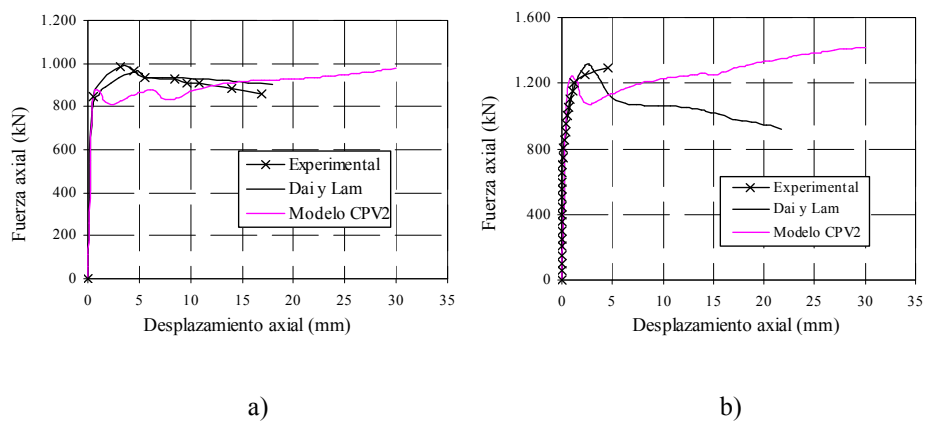 1.200
1.000
800
600
400
200
0
Fuerza axial (kN)
Experimental
Dai y Lam
Modelo CPV2
0 5 10 15 20 25 30 35
Desplazamiento axial (mm)
a)
1.600
1.200
800
400
0
Fuerza axial (kN)
Experimental
Dai y Lam
Modelo CPV2
0 5 10 15 20 25 30 35
Desplazamiento axial (mm)
b)